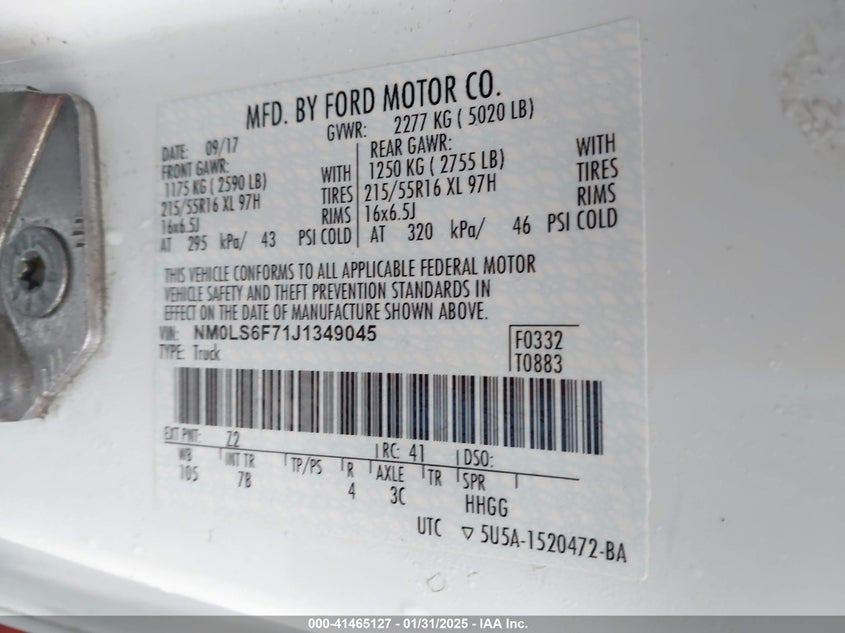 MFD. BY FORD MOTOR CO.
DATE: 09/17 GVWR: 2277 KG ( 5020 LB)
FRONT GAWR: REAR GAWR:
1175 KG ( 2590 LB) WITH 1250 KG ( 2755 LB) WITH
215/55R16 XL 97H TIRES 215/55R16 XL 97H TIRES
16x6.5J RIMS 16x6.5J RIMS
AT 295 kPa/ 43 PSI COLD AT 320 kPa/ 46 PSI COLD
THIS VEHICLE CONFORMS TO ALL APPLICABLE FEDERAL MOTOR
VEHICLE SAFETY AND THEFT PREVENTION STANDARDS IN
EFFECT ON THE DATE OF MANUFACTURE SHOWN ABOVE.
VIN: NM0LS6F71J1349045 F0332
TYPE: Truck T0883
EXT PNT: Z2 RC: 41 DSO:
WB INT TR TP/PS R AXLE TR SPR
105 7B 4 3C HHGG
UTC ▽ 5U5A-1520472-BA
000-41465127 - 01/31/2025 - IAA Inc.